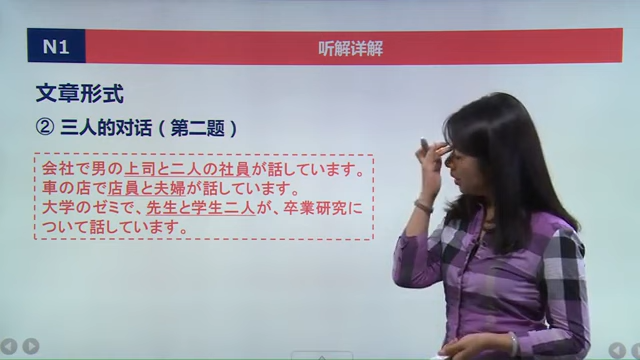 N1
听解详解
文章形式
② 三人的对话（第二题）
会社で男の上司と二人の社員が話しています。
車の店で店員と夫婦が話しています。
大学のゼミで、先生と学生二人が、卒業研究に
ついて話しています。